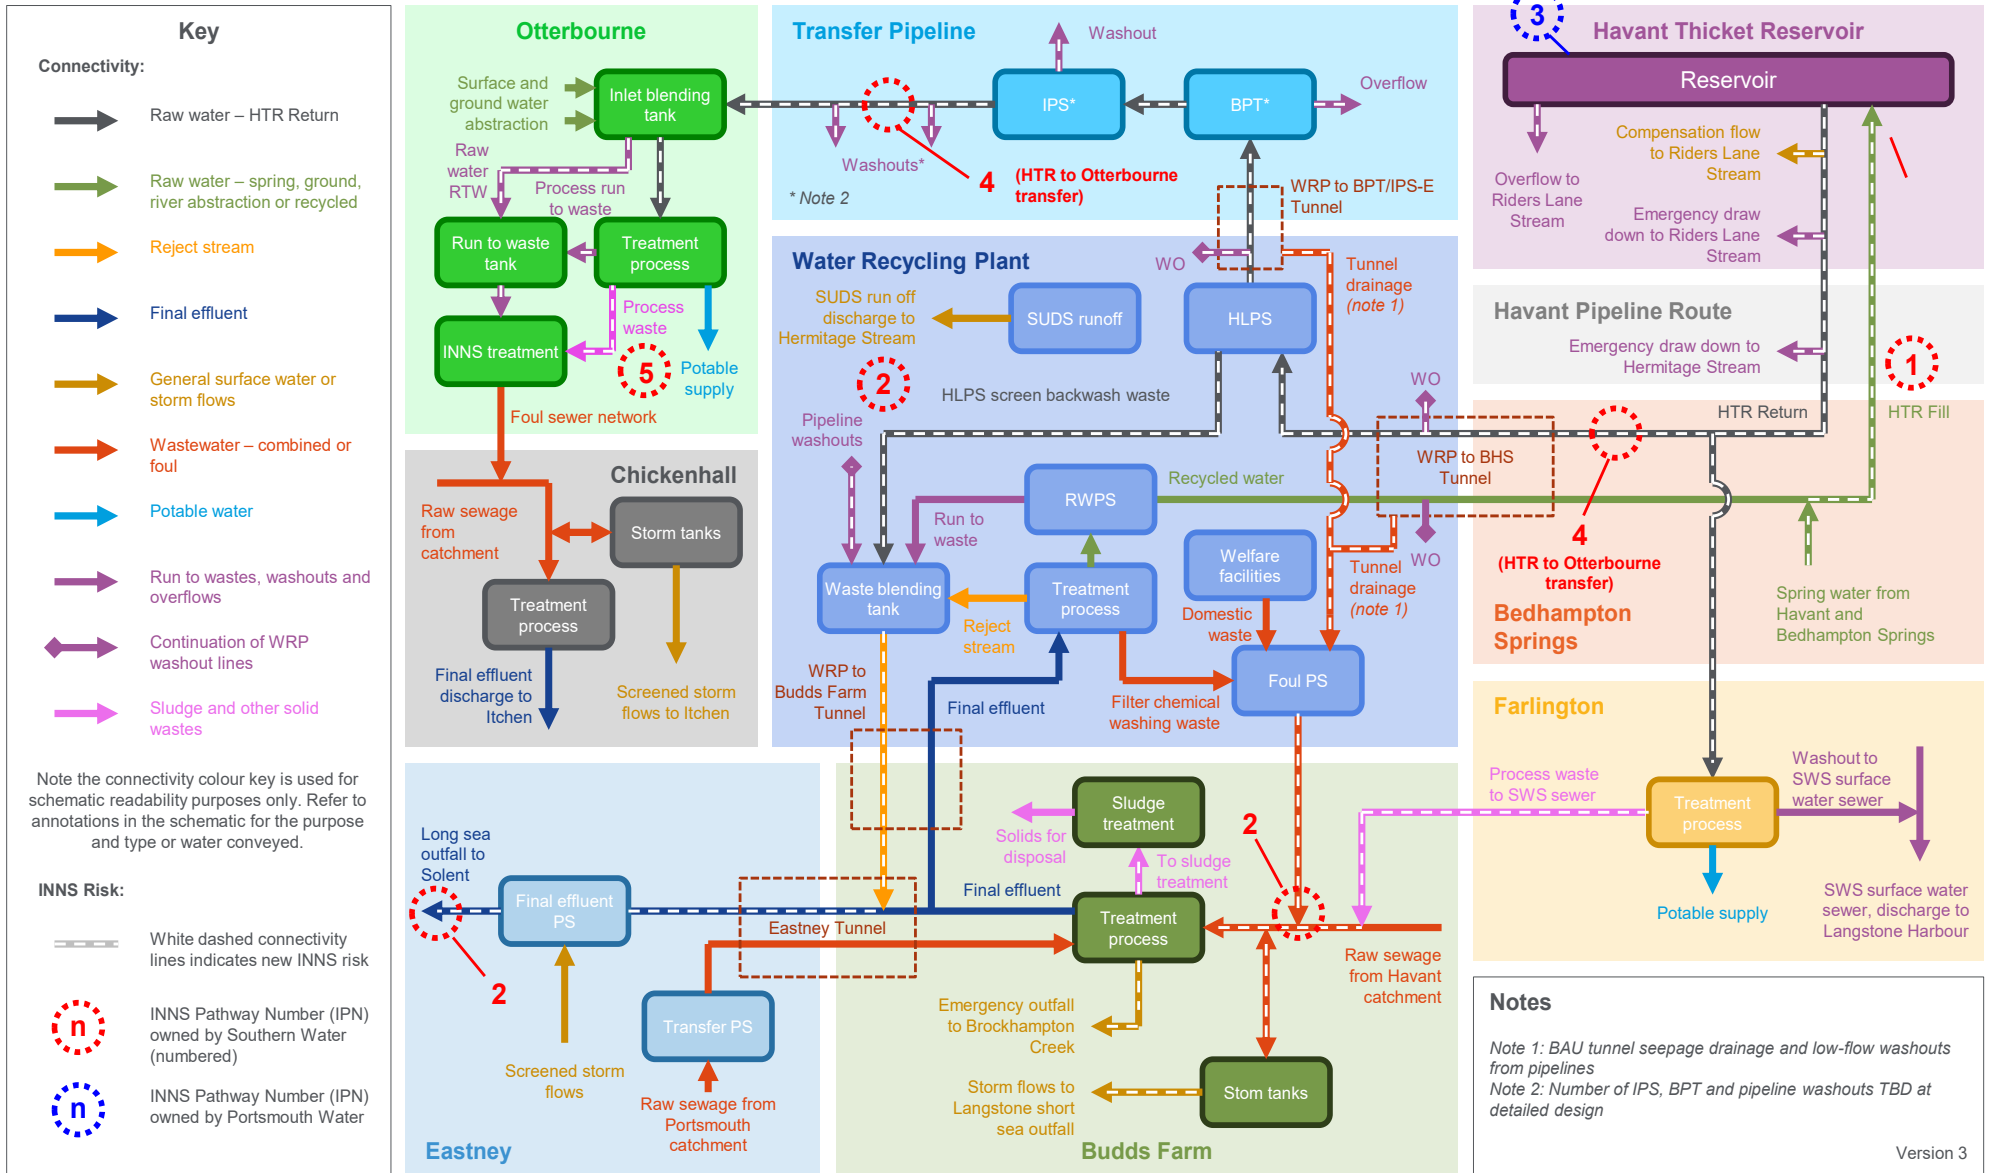 Key
Connectivity:
Raw water – HTR Return
Raw water – spring, ground,
river abstraction or recycled
Reject stream
Final effluent
General surface water or
storm flows
Wastewater – combined or
foul
Potable water
Run to wastes, washouts and
overflows
Continuation of WRP
washout lines
Sludge and other solid
wastes
Note the connectivity colour key is used for
schematic readability purposes only. Refer to
annotations in the schematic for the purpose
and type or water conveyed.
INNS Risk:
White dashed connectivity
lines indicates new INNS risk
n
INNS Pathway Number (IPN)
owned by Southern Water
(numbered)
n
INNS Pathway Number (IPN)
owned by Portsmouth Water
Otterbourne
Surface and
ground water
abstraction
Inlet blending
tank
Raw
water
RTW
Process run
to waste
Run to waste
tank
Treatment
process
Process
waste
INNS treatment
5
Potable
supply
Foul sewer network
Chickenhall
Raw sewage
from
catchment
Storm tanks
Treatment
process
Final effluent
discharge to
Itchen
Screened storm
flows to Itchen
Transfer Pipeline
Washout
IPS*
BPT*
Overflow
Washouts*
4
(HTR to Otterbourne
transfer)
* Note 2
WRP to BPT/IPS-E
Tunnel
Water Recycling Plant
WO
Tunnel
drainage
(note 1)
SUDS run off
discharge to
Hermitage Stream
SUDS runoff
HLPS
2
HLPS screen backwash waste
Pipeline
washouts
WO
WRP to BHS
Tunnel
RWPS
Recycled water
Run to
waste
Welfare
facilities
WO
Waste blending
tank
Treatment
process
Tunnel
drainage
(note 1)
Reject
stream
Domestic
waste
WRP to
Budds Farm
Tunnel
Foul PS
Final effluent
Filter chemical
washing waste
3
Havant Thicket Reservoir
Reservoir
Compensation flow
to Riders Lane
Stream
Overflow to
Riders Lane
Stream
Emergency draw
down to Riders Lane
Stream
Havant Pipeline Route
Emergency draw down to
Hermitage Stream
1
HTR Return
HTR Fill
4
(HTR to Otterbourne
transfer)
Spring water from
Havant and
Bedhampton Springs
Bedhampton
Springs
Farlington
Process waste
to SWS sewer
Washout to
SWS surface
water sewer
Treatment
process
Potable supply
SWS surface water
sewer, discharge to
Langstone Harbour
Long sea
outfall to
Solent
Final effluent
PS
2
Eastney Tunnel
Transfer PS
Screened storm
flows
Raw sewage from
Portsmouth
catchment
Eastney
Sludge
treatment
Solids for
disposal
To sludge
treatment
2
Final effluent
Treatment
process
Raw sewage
from Havant
catchment
Emergency outfall
to Brockhampton
Creek
Storm flows to
Langstone short
sea outfall
Stom tanks
Budds Farm
Notes
Note 1: BAU tunnel seepage drainage and low-flow washouts
from pipelines
Note 2: Number of IPS, BPT and pipeline washouts TBD at
detailed design
Version 3